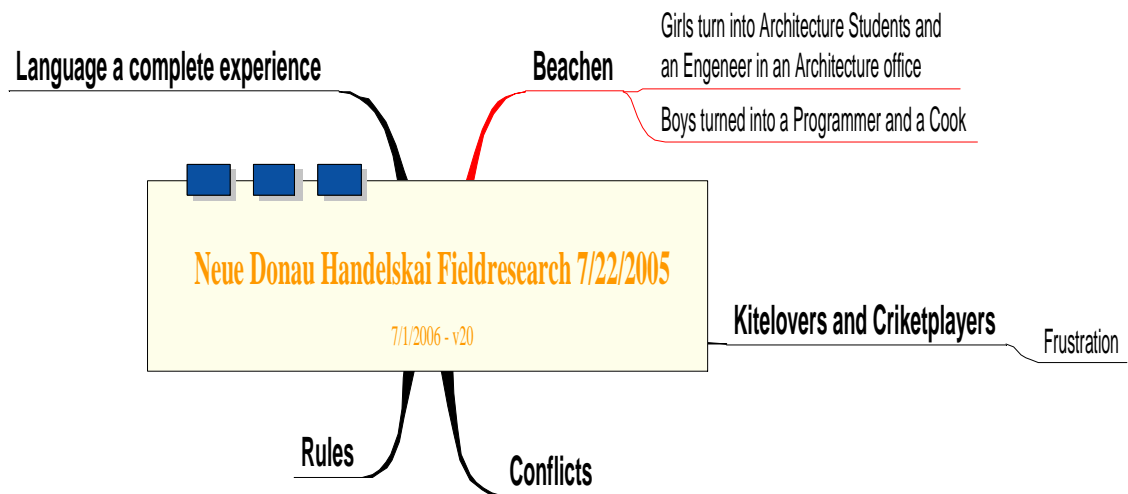 Language a complete experience
Beachen
Girls turn into Architecture Students and
an Engeneer in an Architecture office
Boys turned into a Programmer and a Cook
Neue Donau Handelskai Fieldresearch 7/22/2005
7/1/2006 - v20
Kitelovers and Criketplayers
Frustration
Rules
Conflicts